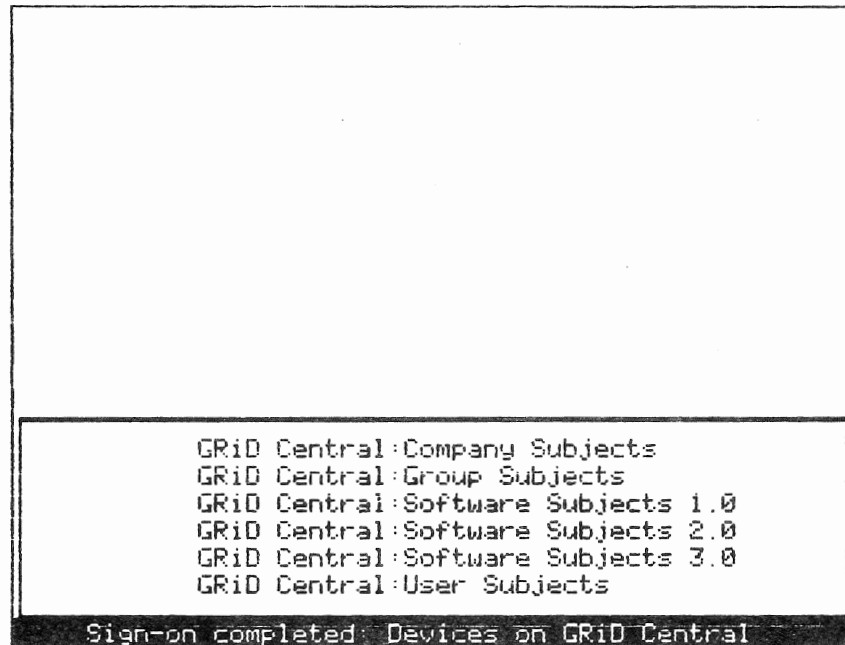 GRiD Central:Company Subjects
GRiD Central:Group Subjects
GRiD Central:Software Subjects 1.0
GRiD Central:Software Subjects 2.0
GRiD Central:Software Subjects 3.0
GRiD Central:User Subjects
Sign-on completed: Devices on GRiD Central